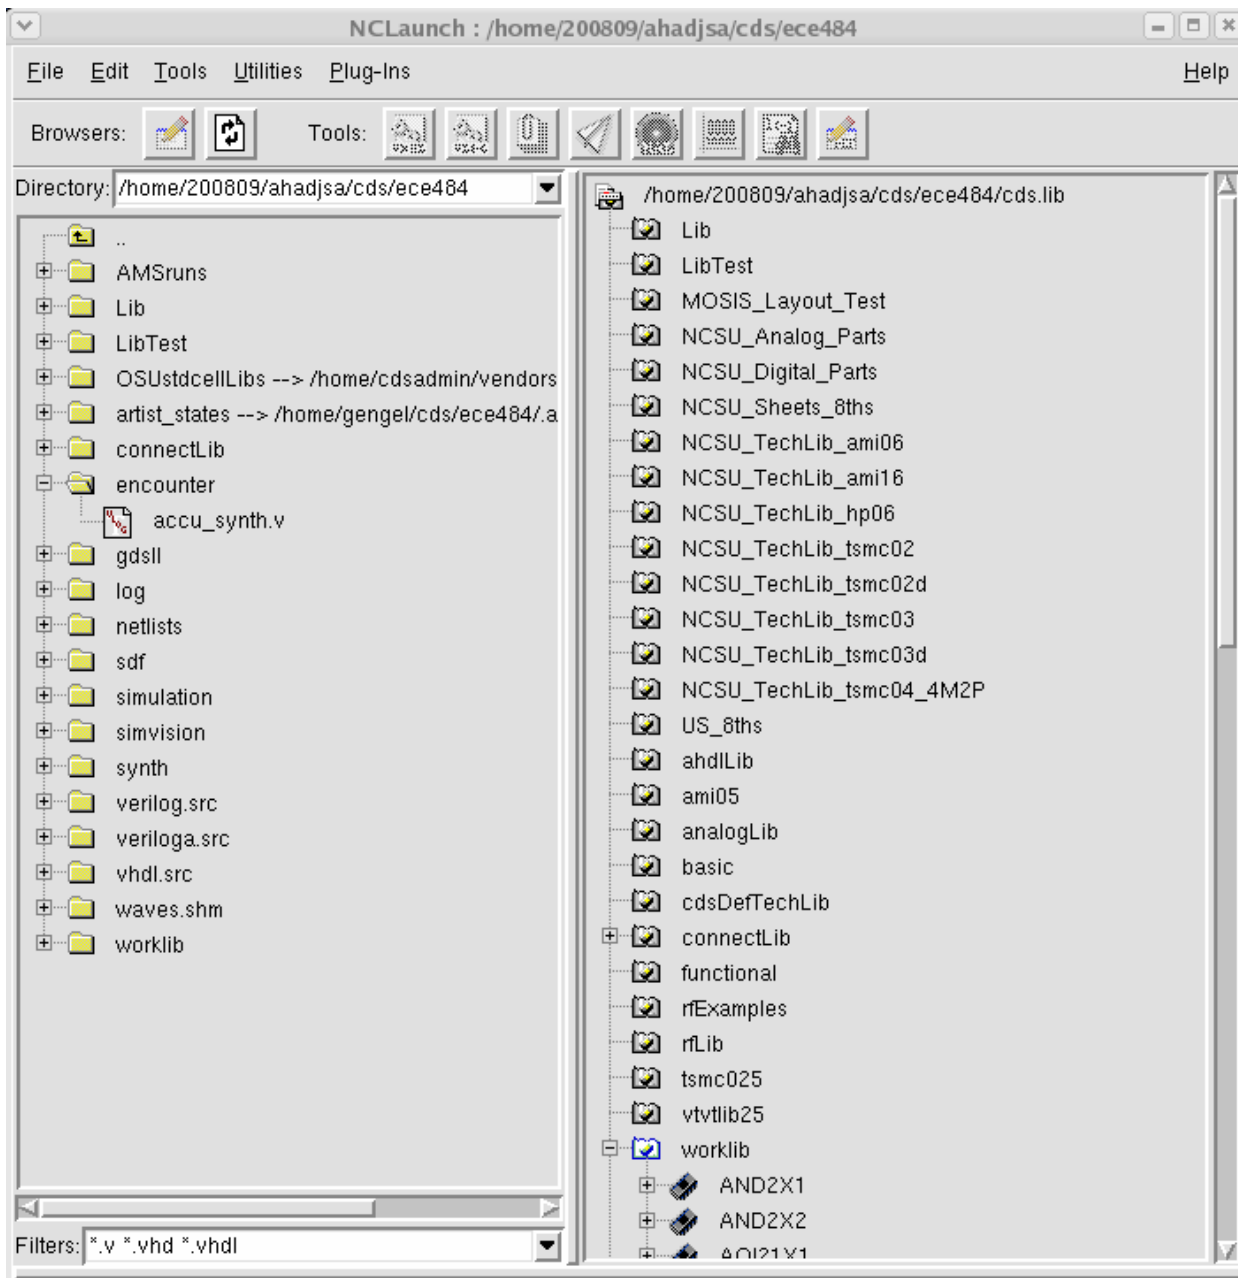 NCLaunch : /home/200809/ahadjsa/cds/ece484
File Edit Tools Utilities Plug-Ins Help
Browsers: Tools:
Directory: /home/200809/ahadjsa/cds/ece484
..
AMSruns
Lib
LibTest
OSUstdcellLibs --> /home/cdsadmin/vendors
artist_states --> /home/gengel/cds/ece484/.a
connectLib
encounter
accu_synth.v
gdsII
log
netlists
sdf
simulation
simvision
synth
verilog.src
veriloga.src
vhdl.src
waves.shm
worklib
Filters: *.v *.vhd *.vhdl
/home/200809/ahadjsa/cds/ece484/cds.lib
Lib
LibTest
MOSIS_Layout_Test
NCSU_Analog_Parts
NCSU_Digital_Parts
NCSU_Sheets_8ths
NCSU_TechLib_ami06
NCSU_TechLib_ami16
NCSU_TechLib_hp06
NCSU_TechLib_tsmc02
NCSU_TechLib_tsmc02d
NCSU_TechLib_tsmc03
NCSU_TechLib_tsmc03d
NCSU_TechLib_tsmc04_4M2P
US_8ths
ahdlLib
ami05
analogLib
basic
cdsDefTechLib
connectLib
functional
rfExamples
rfLib
tsmc025
vtvtlib25
worklib
AND2X1
AND2X2
AOI21X1